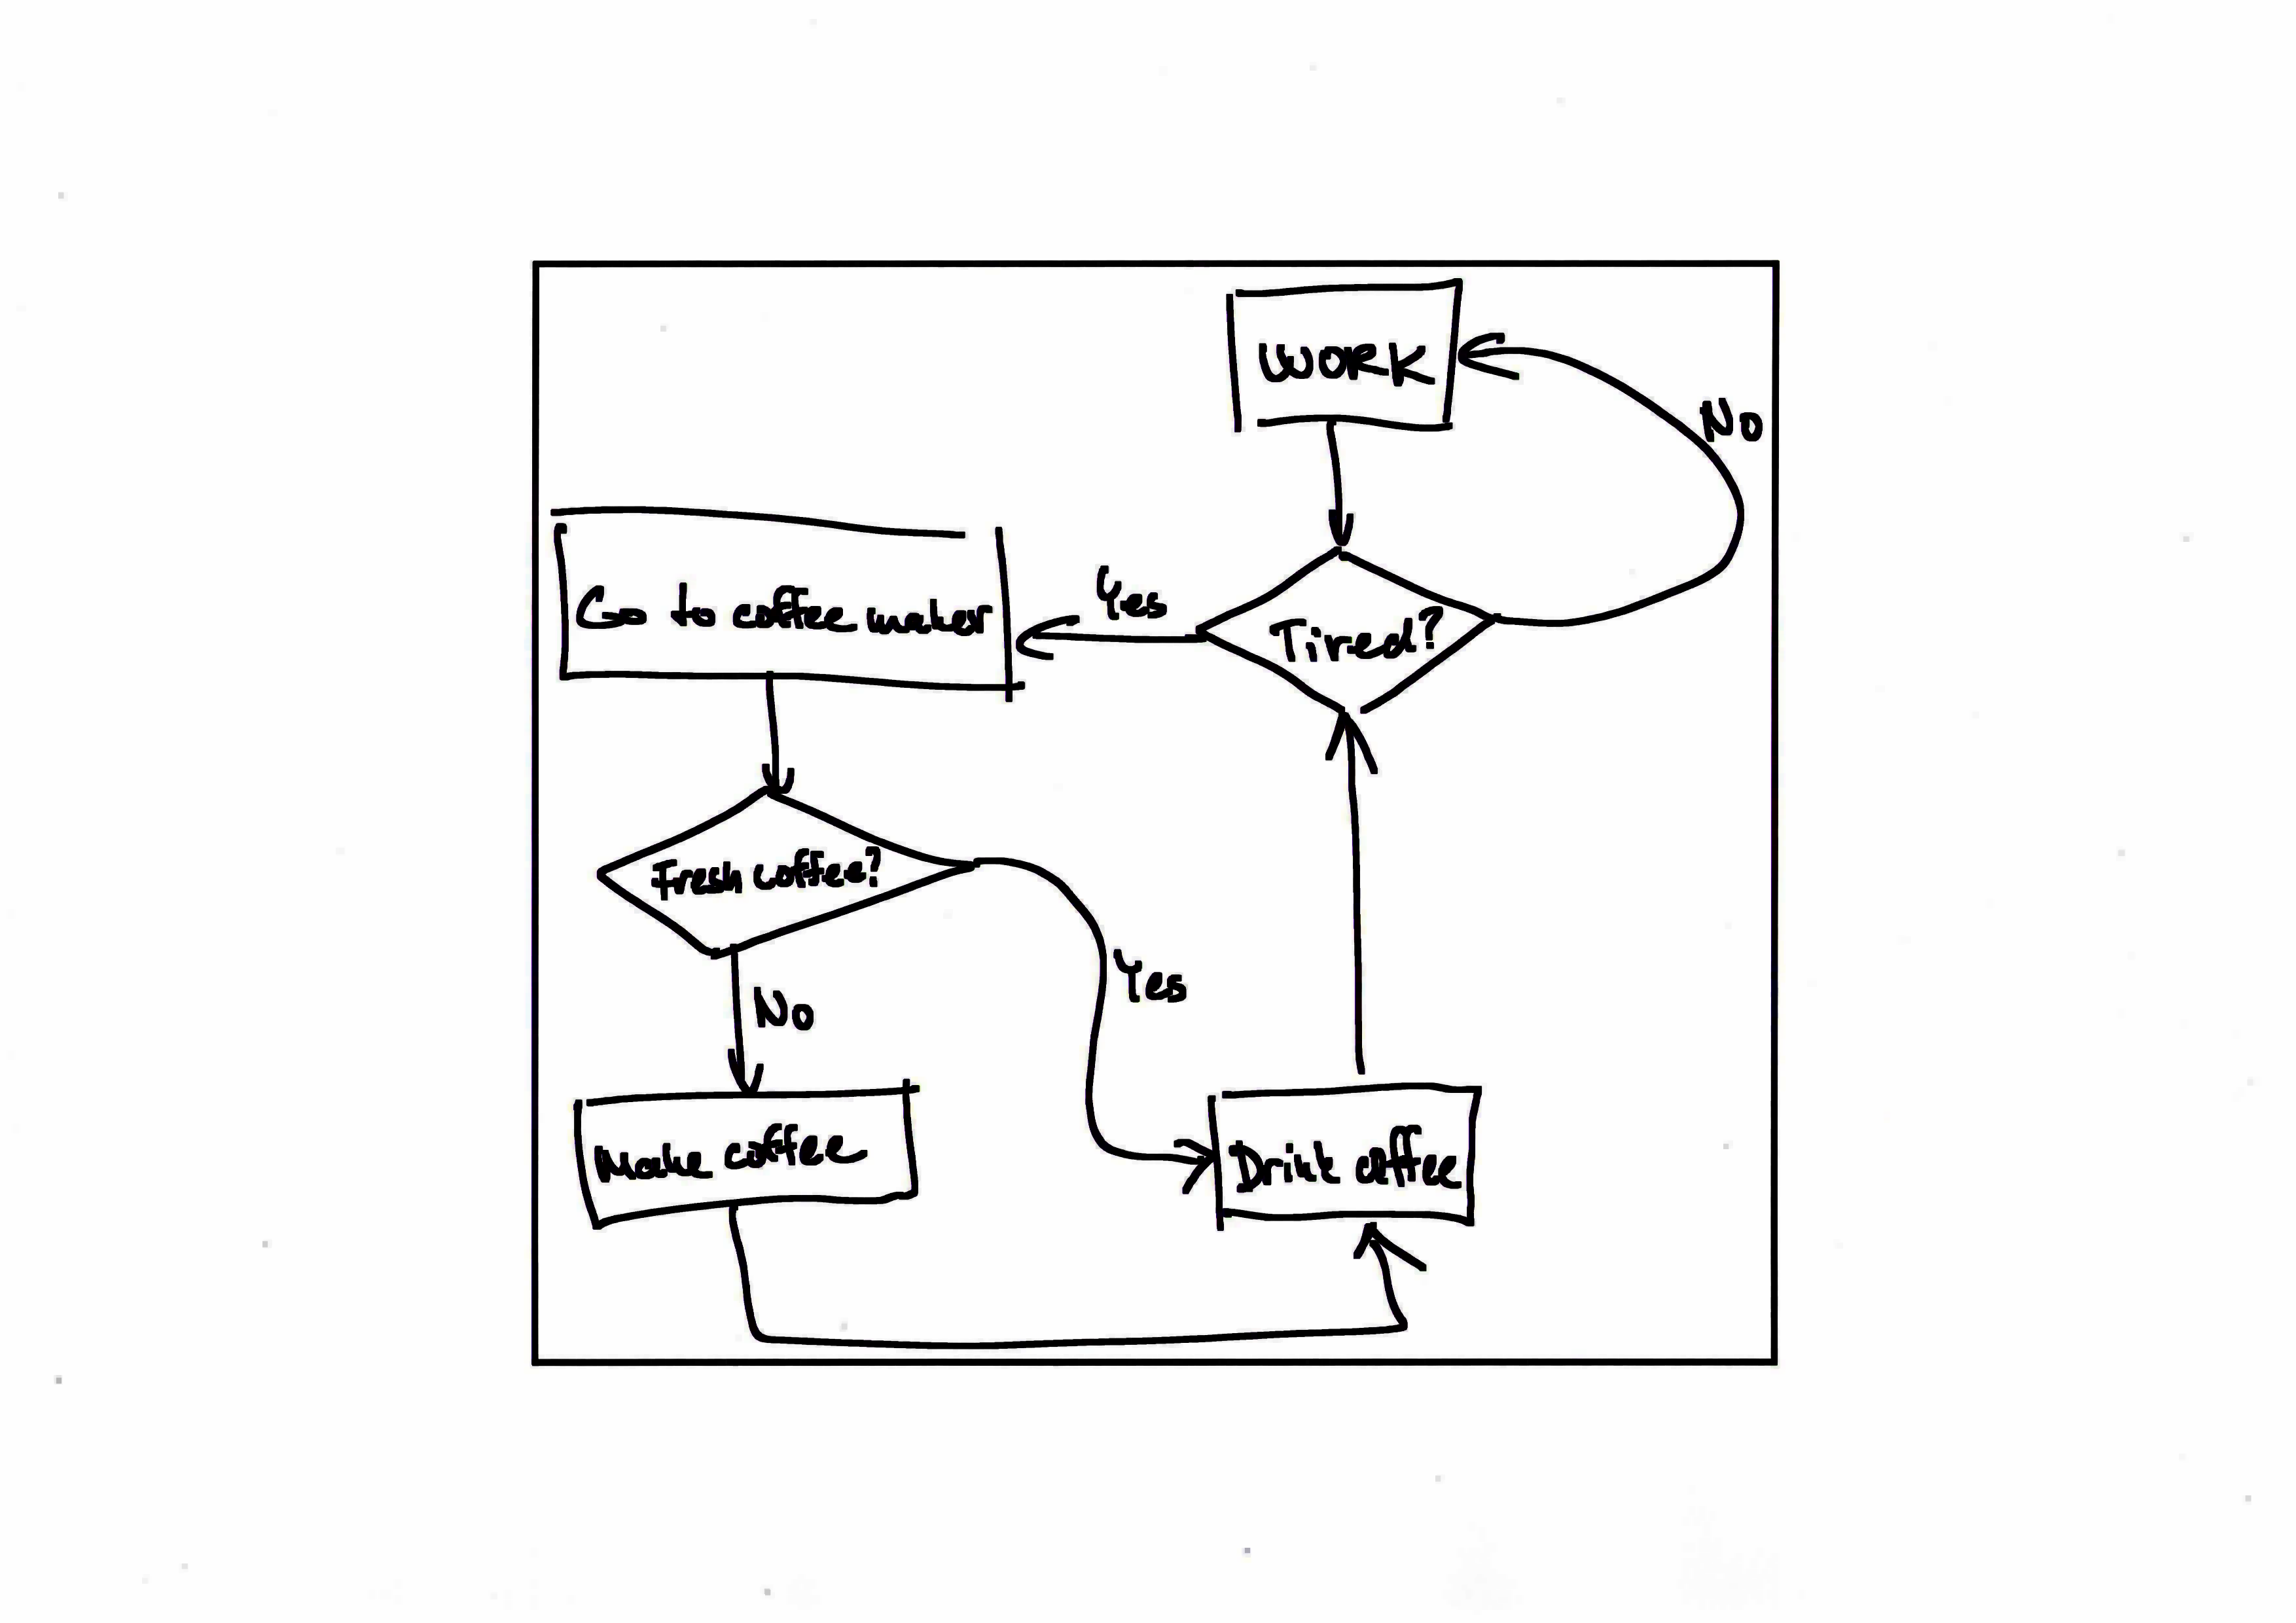 WORK
No
Go to coffee maker
Yes
Tired?
Fresh coffee?
Yes
No
Make coffee
Drink coffee